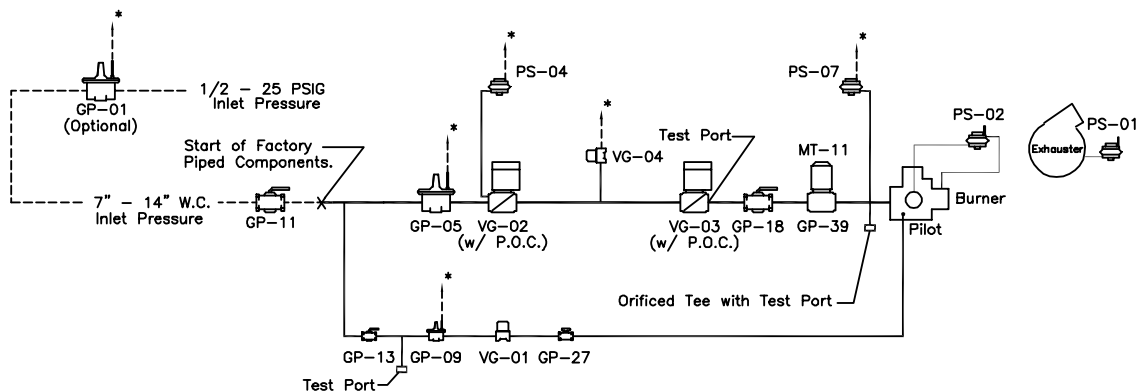 *
GP-01
(Optional)
1/2 - 25 PSIG
Inlet Pressure
Start of Factory
Piped Components.
7" - 14" W.C.
Inlet Pressure
GP-11
*
GP-05
*
PS-04
VG-02
(w/ P.O.C.)
*
VG-04
Test Port
VG-03
(w/ P.O.C.)
GP-18
*
PS-07
MT-11
GP-39
PS-02
Exhauster
PS-01
Burner
Pilot
Orificed Tee with Test Port
GP-13
*
GP-09
VG-01
GP-27
Test Port